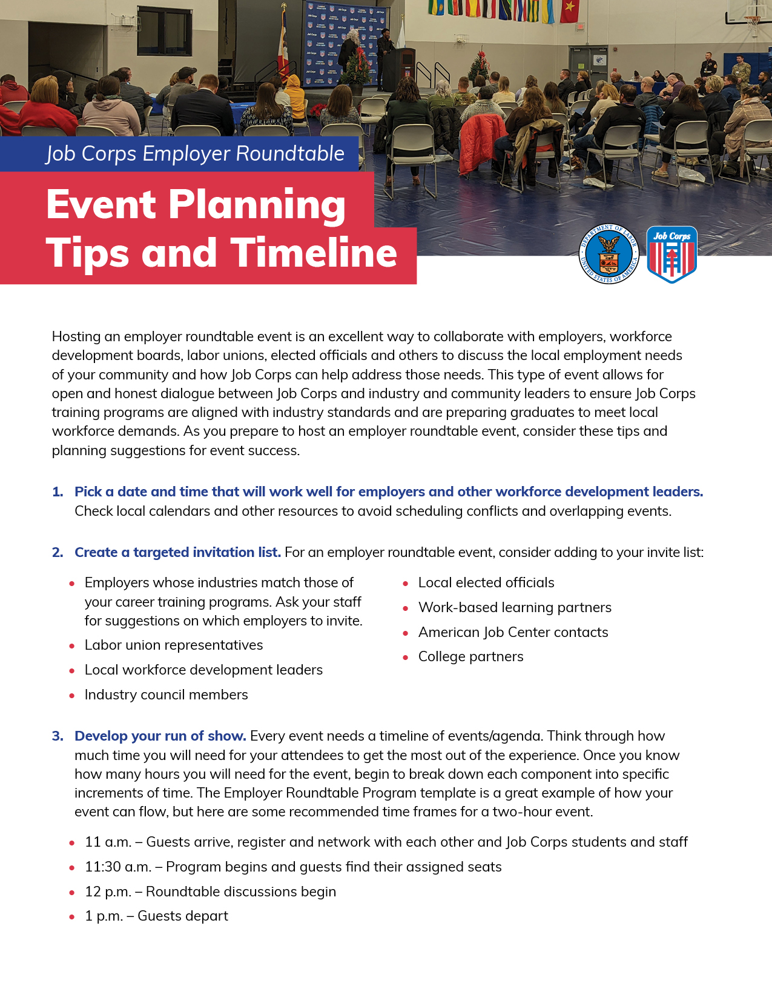 Job Corps Employer Roundtable
Event Planning
Tips and Timeline
DEPARTMENT OF LABOR
UNITED STATES OF AMERICA
Job Corps
Hosting an employer roundtable event is an excellent way to collaborate with employers, workforce
development boards, labor unions, elected officials and others to discuss the local employment needs
of your community and how Job Corps can help address those needs. This type of event allows for
open and honest dialogue between Job Corps and industry and community leaders to ensure Job Corps
training programs are aligned with industry standards and are preparing graduates to meet local
workforce demands. As you prepare to host an employer roundtable event, consider these tips and
planning suggestions for event success.
1. Pick a date and time that will work well for employers and other workforce development leaders.
Check local calendars and other resources to avoid scheduling conflicts and overlapping events.
2. Create a targeted invitation list. For an employer roundtable event, consider adding to your invite list:
• Employers whose industries match those of
your career training programs. Ask your staff
for suggestions on which employers to invite.
• Labor union representatives
• Local workforce development leaders
• Industry council members
• Local elected officials
• Work-based learning partners
• American Job Center contacts
• College partners
3. Develop your run of show. Every event needs a timeline of events/agenda. Think through how
much time you will need for your attendees to get the most out of the experience. Once you know
how many hours you will need for the event, begin to break down each component into specific
increments of time. The Employer Roundtable Program template is a great example of how your
event can flow, but here are some recommended time frames for a two-hour event.
• 11 a.m. – Guests arrive, register and network with each other and Job Corps students and staff
• 11:30 a.m. – Program begins and guests find their assigned seats
• 12 p.m. – Roundtable discussions begin
• 1 p.m. – Guests depart